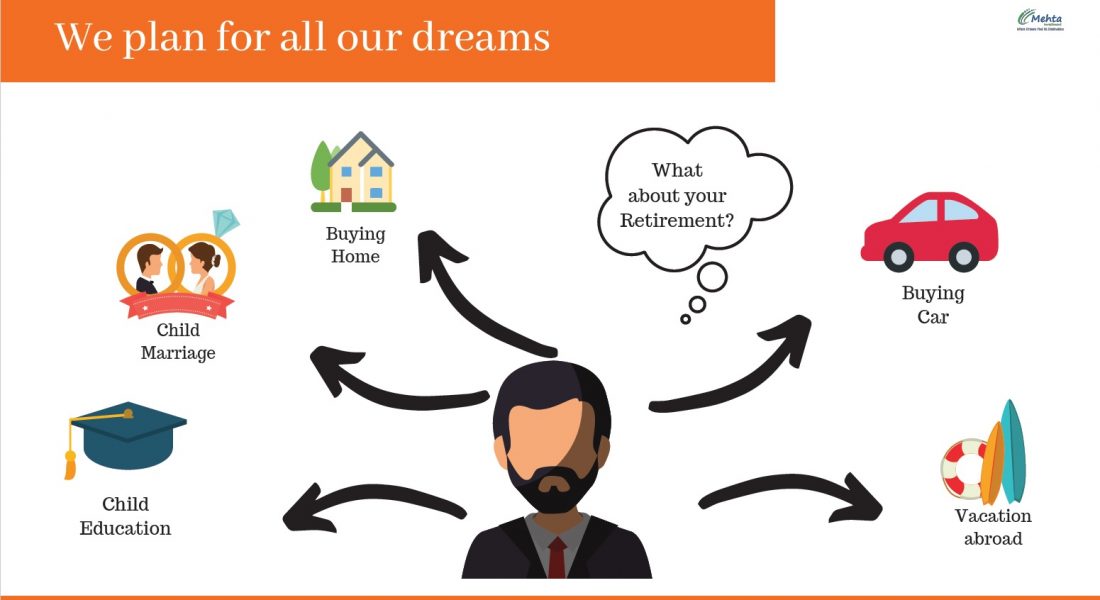 We plan for all our dreams
Mehta
What
about your
Retirement?
Buying
Home
Buying
Car
Child
Marriage
Child
Education
Vacation
abroad